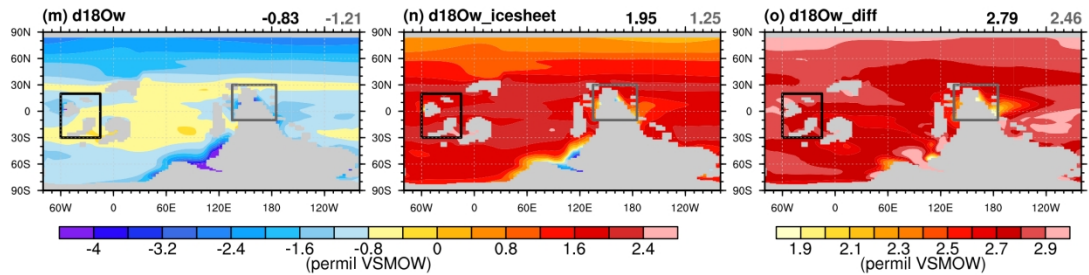 (m) d18Ow -0.83 -1.21
(n) d18Ow_icesheet 1.95 1.25
(o) d18Ow_diff 2.79 2.46
90N 90N 90N
60N 60N 60N
30N 30N 30N
0 0 0
30S 30S 30S
60S 60S 60S
90S 90S 90S
60W 0 60E 120E 180 120W 60W 0 60E 120E 180 120W 60W 0 60E 120E 180 120W
-4 -3.2 -2.4 -1.6 -0.8 0 0.8 1.6 2.4
(permil VSMOW)
1.9 2.1 2.3 2.5 2.7 2.9
(permil VSMOW)